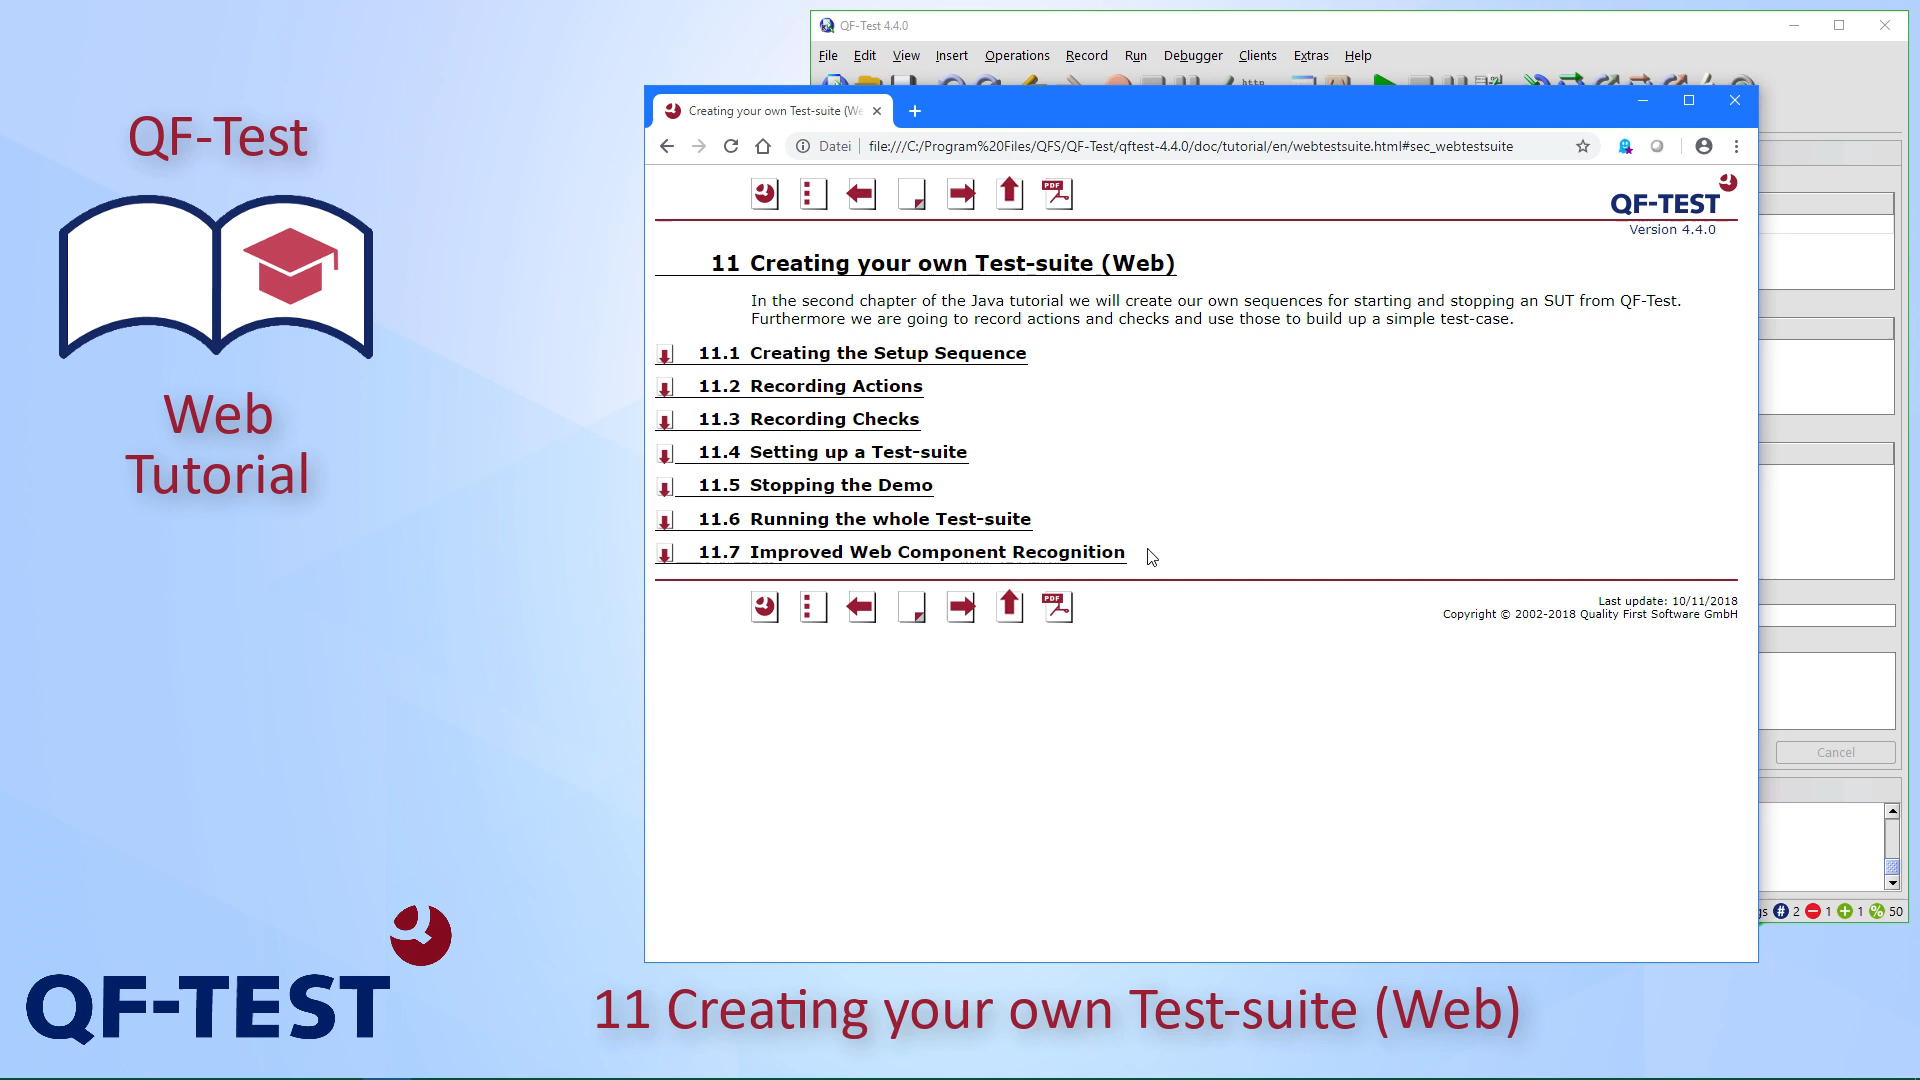 QF-Test
Web
Tutorial
QF-TEST
QF-Test 4.4.0
File Edit View Insert Operations Record Run Debugger Clients Extras Help
Creating your own Test-suite (We
Datei
file:///C:/Program%20Files/QFS/QF-Test/qftest-4.4.0/doc/tutorial/en/webtestsuite.html#sec_webtestsuite
PDF
QF-TEST
Version 4.4.0
11 Creating your own Test-suite (Web)
In the second chapter of the Java tutorial we will create our own sequences for starting and stopping an SUT from QF-Test.
Furthermore we are going to record actions and checks and use those to build up a simple test-case.
11.1 Creating the Setup Sequence
11.2 Recording Actions
11.3 Recording Checks
11.4 Setting up a Test-suite
11.5 Stopping the Demo
11.6 Running the whole Test-suite
11.7 Improved Web Component Recognition
PDF
Last update: 10/11/2018
Copyright © 2002-2018 Quality First Software GmbH
Cancel
# 2 1 1 % 50
11 Creating your own Test-suite (Web)